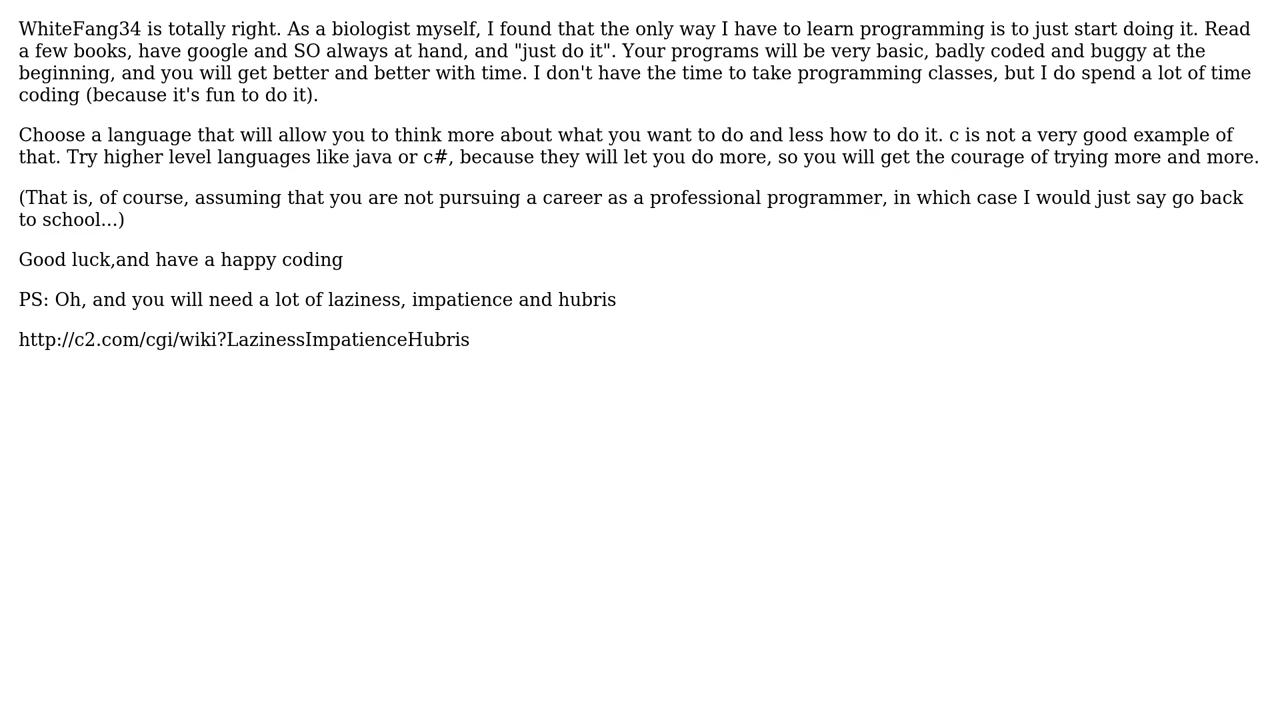 WhiteFang34 is totally right. As a biologist myself, I found that the only way I have to learn programming is to just start doing it. Read
a few books, have google and SO always at hand, and "just do it". Your programs will be very basic, badly coded and buggy at the
beginning, and you will get better and better with time. I don't have the time to take programming classes, but I do spend a lot of time
coding (because it's fun to do it).
Choose a language that will allow you to think more about what you want to do and less how to do it. c is not a very good example of
that. Try higher level languages like java or c#, because they will let you do more, so you will get the courage of trying more and more.
(That is, of course, assuming that you are not pursuing a career as a professional programmer, in which case I would just say go back
to school...)
Good luck,and have a happy coding
PS: Oh, and you will need a lot of laziness, impatience and hubris
http://c2.com/cgi/wiki?LazinessImpatienceHubris